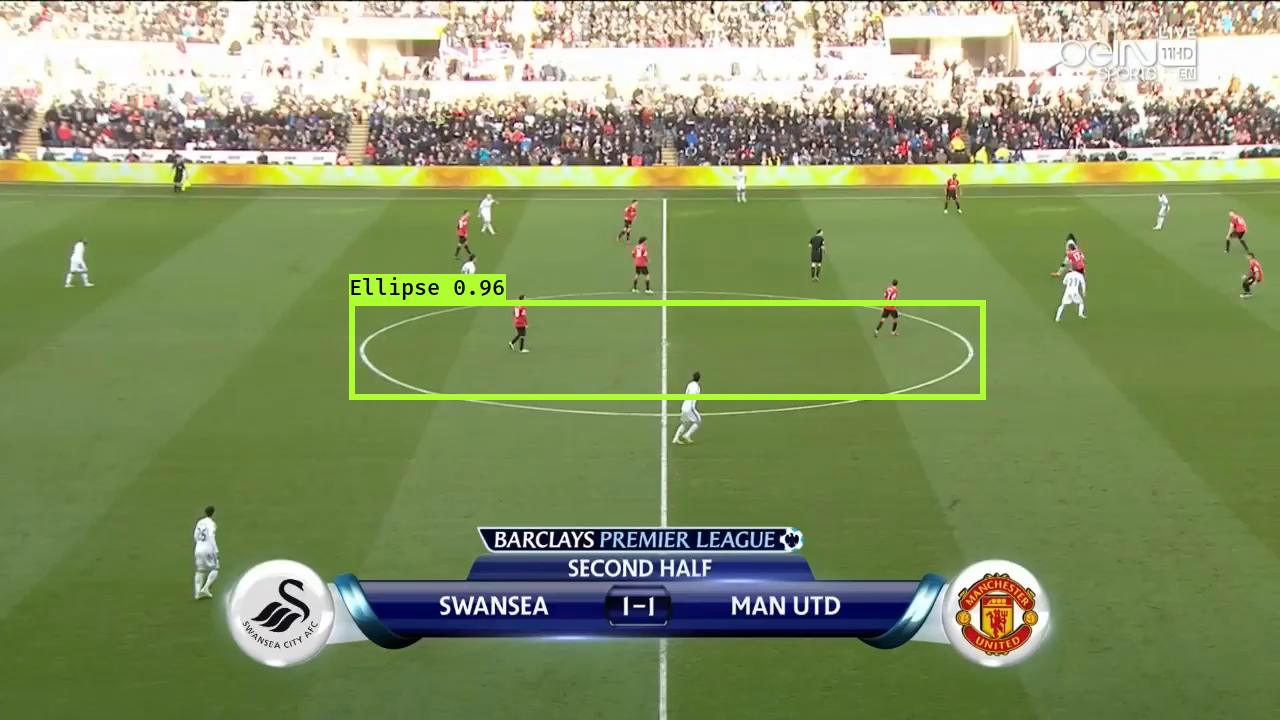 LIVE
beIN 11HD
SPORTS EN
Ellipse 0.96
BARCLAYS PREMIER LEAGUE
SECOND HALF
SWANSEA 1-1 MAN UTD
SWANSEA CITY AFC
MANCHESTER
UNITED